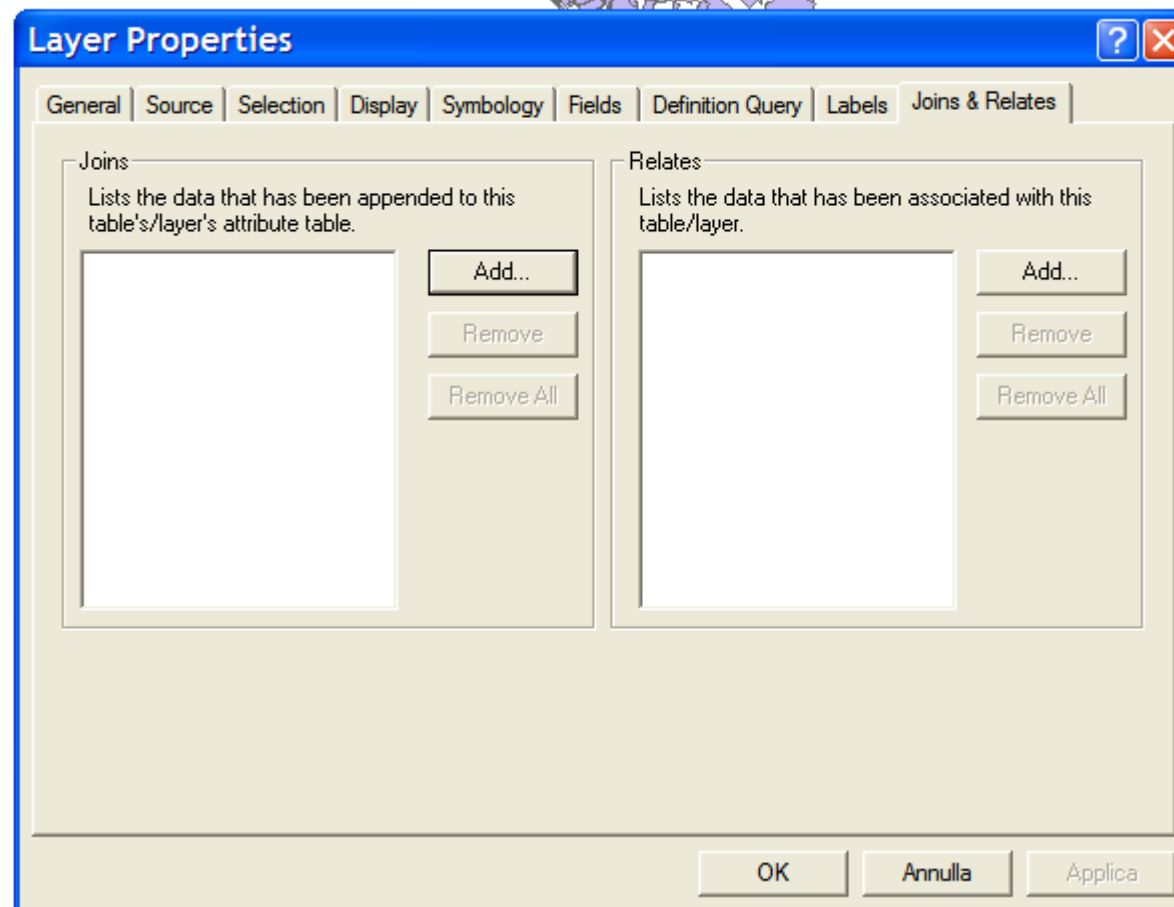 Layer Properties
General Source Selection Display Symbology Fields Definition Query Labels Joins & Relates
Joins
Lists the data that has been appended to this
table's/layer's attribute table.
Add...
Remove
Remove All
Relates
Lists the data that has been associated with this
table/layer.
Add...
Remove
Remove All
OK Annulla Applica